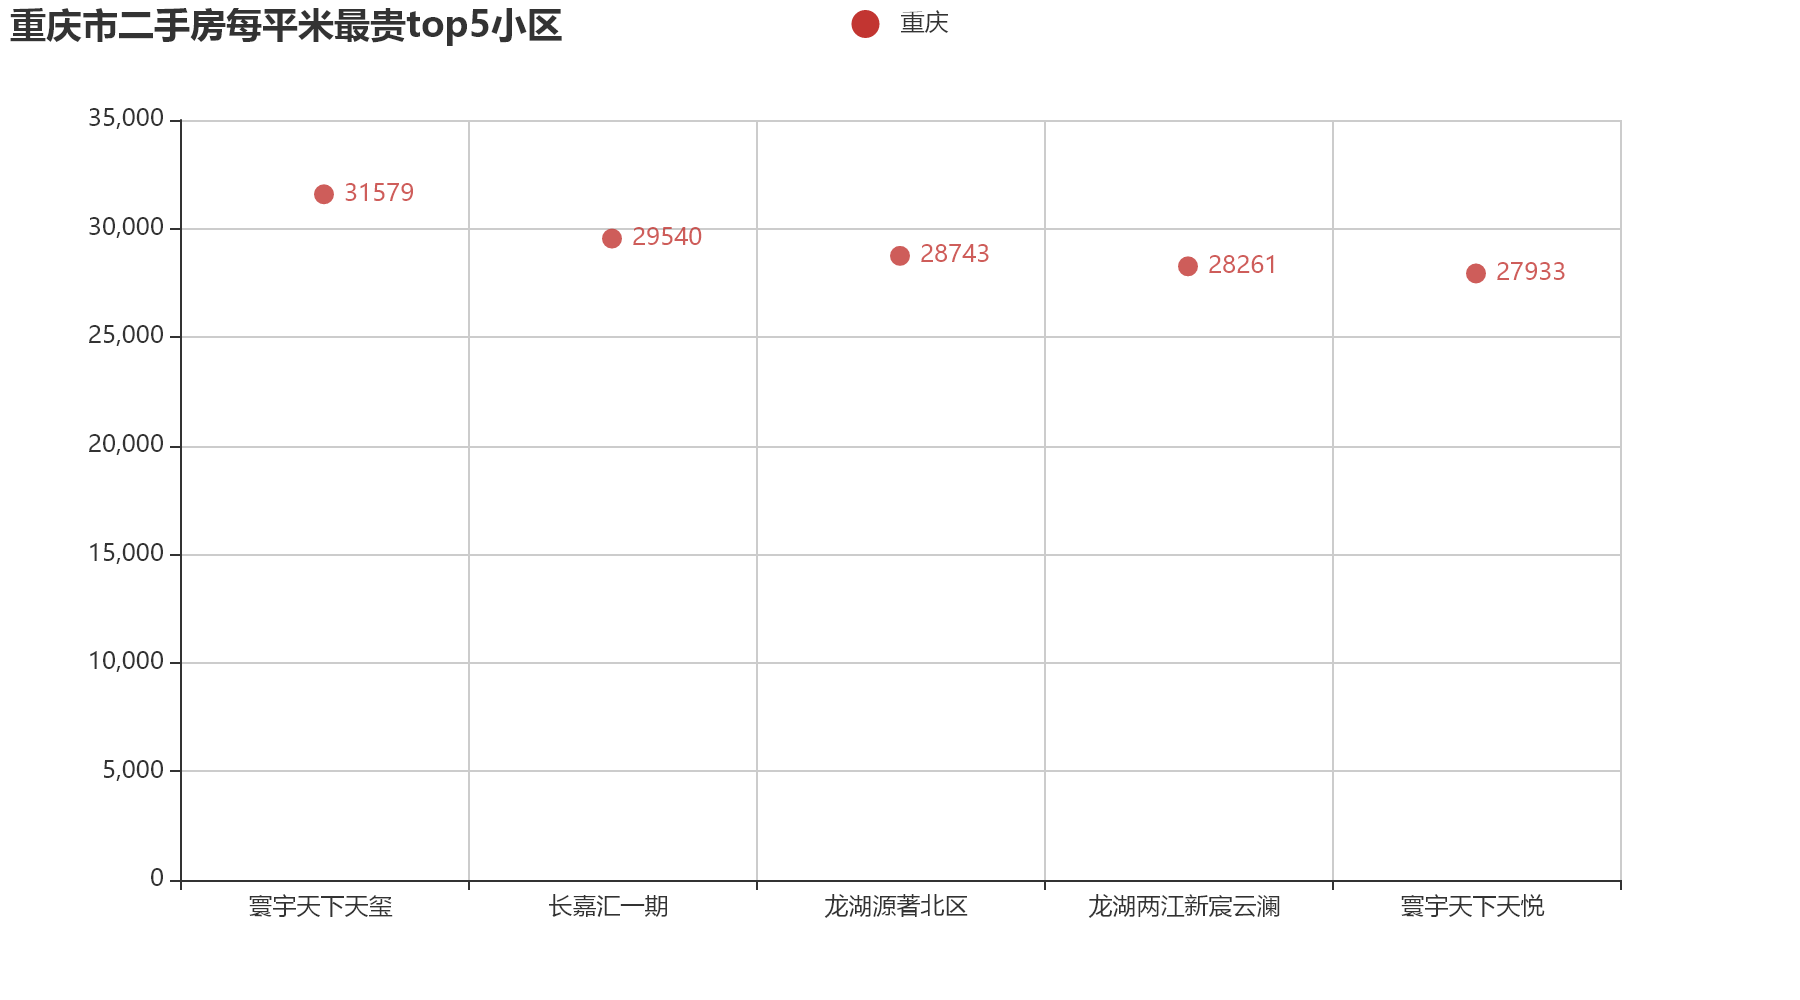 重庆市二手房每平米最贵top5小区
重庆
35,000
30,000
25,000
20,000
15,000
10,000
5,000
0
31579
29540
28743
28261
27933
寰宇天下天玺
长嘉汇一期
龙湖源著北区
龙湖两江新宸云澜
寰宇天下天悦